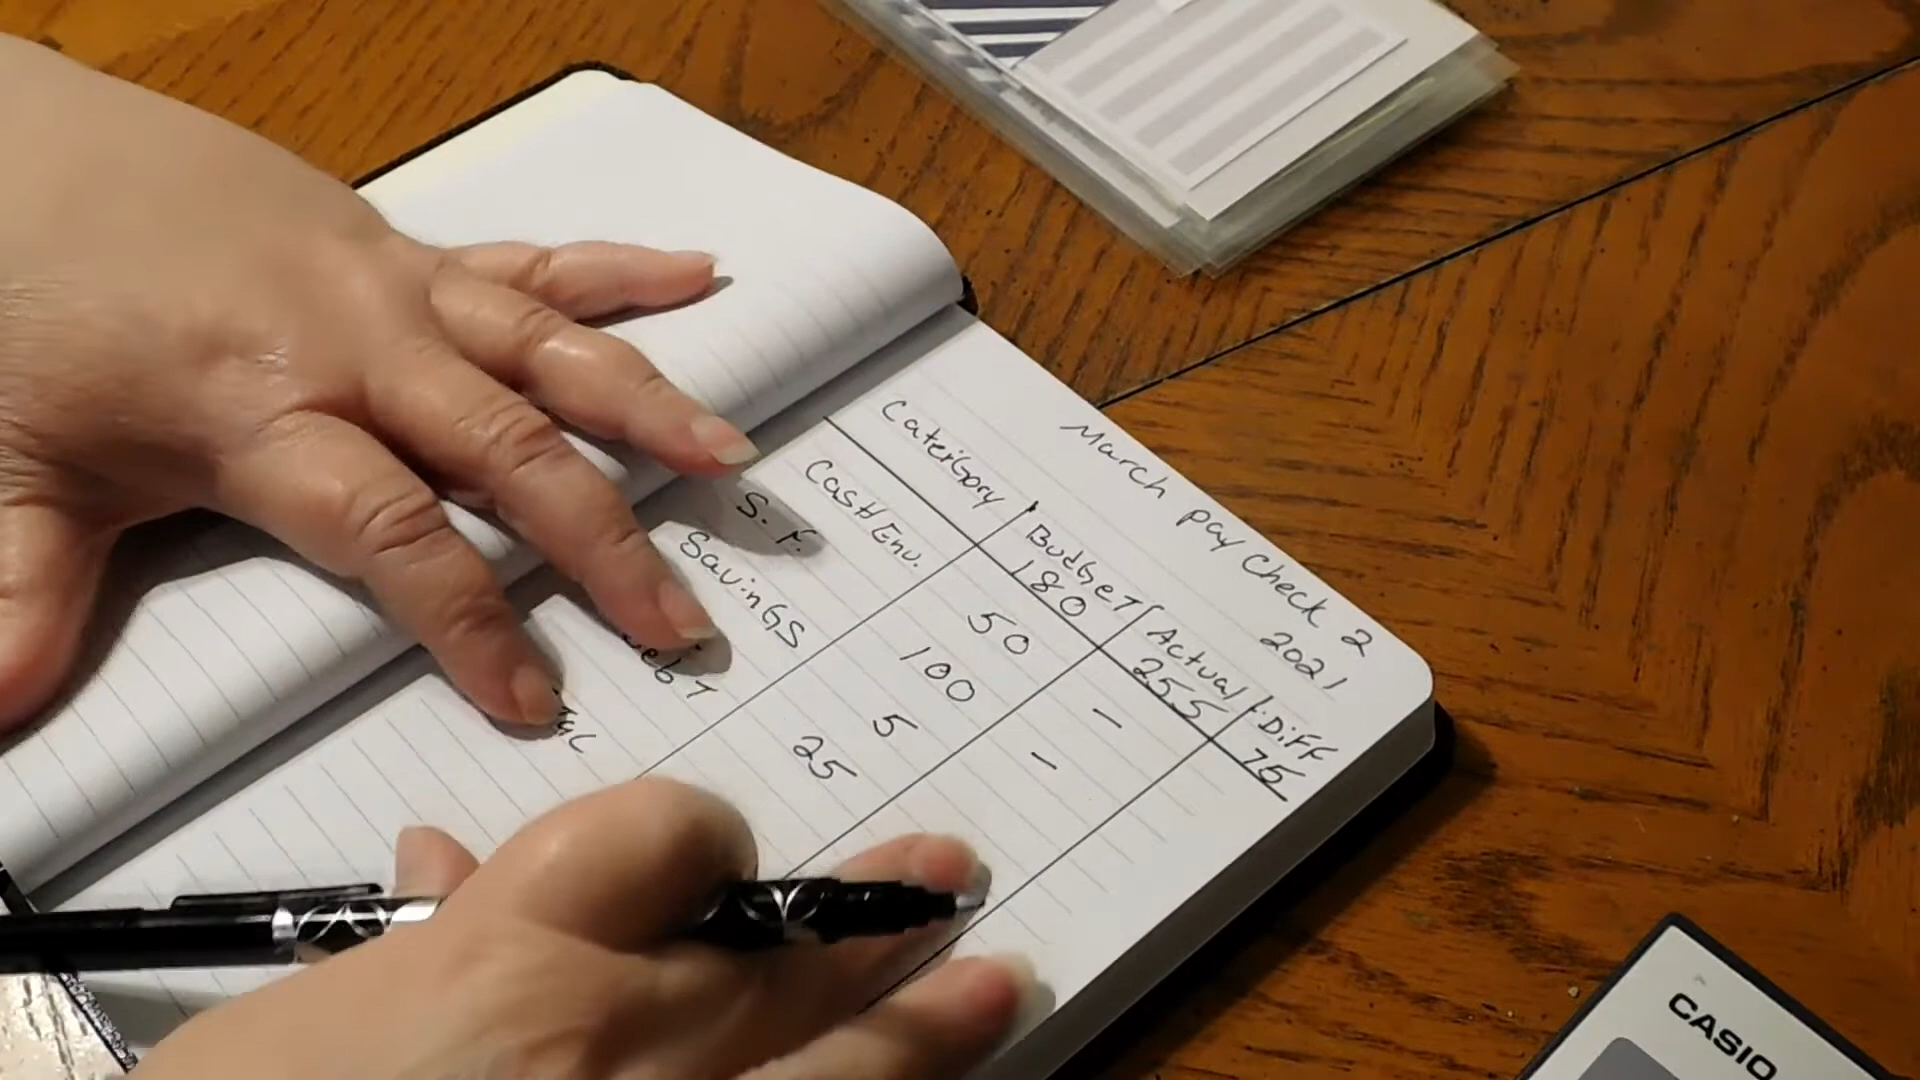 March pay Check 2
2021
CaterGory BudGeT Actual Diff
CasH Env. 180 255 75
S. F. 50 –
SavinGS 100 –
5
25
CASIO